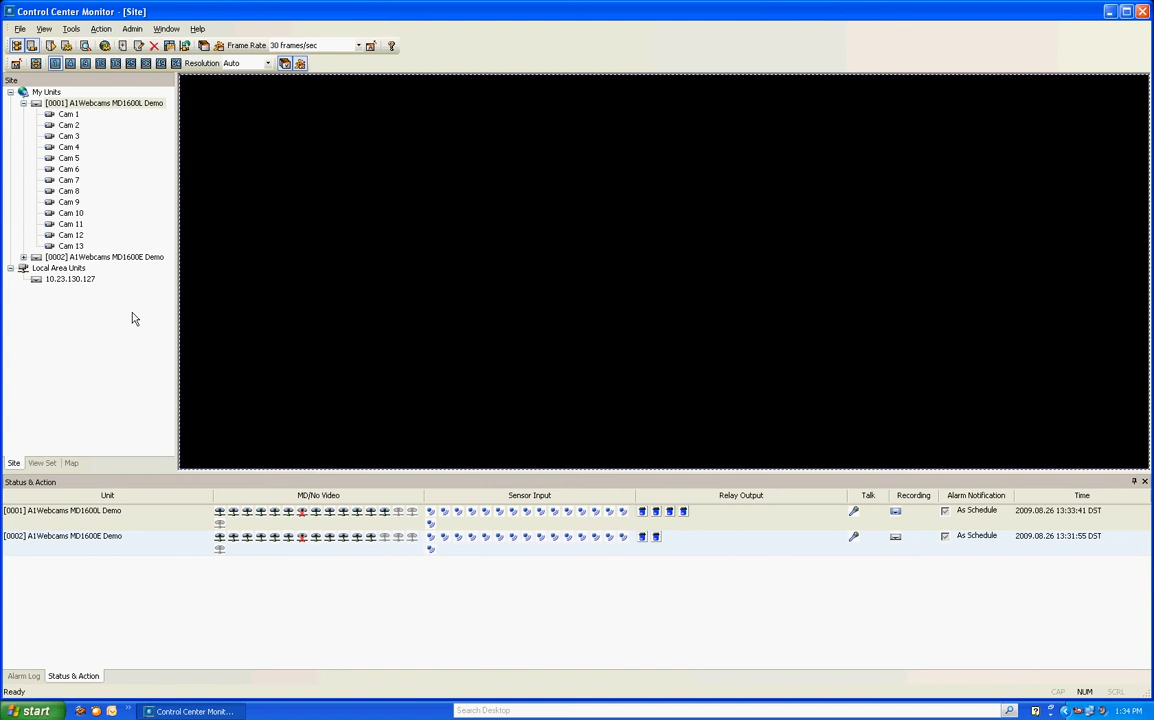 Control Center Monitor - [Site]
File View Tools Action Admin Window Help
Frame Rate 30 frames/sec
Resolution Auto
Site
My Units
[0001] A1Webcams MD1600L Demo
Cam 1
Cam 2
Cam 3
Cam 4
Cam 5
Cam 6
Cam 7
Cam 8
Cam 9
Cam 10
Cam 11
Cam 12
Cam 13
[0002] A1Webcams MD1600E Demo
Local Area Units
10.23.130.127
Site View Set Map
Status & Action
Unit MD/No Video Sensor Input Relay Output Talk Recording Alarm Notification Time
[0001] A1Webcams MD1600L Demo As Schedule 2009.08.26 13:33:41 DST
[0002] A1Webcams MD1600E Demo As Schedule 2009.08.26 13:31:55 DST
Alarm Log Status & Action
Ready CAP NUM SCRL
start Control Center Monit... Search Desktop 1:34 PM